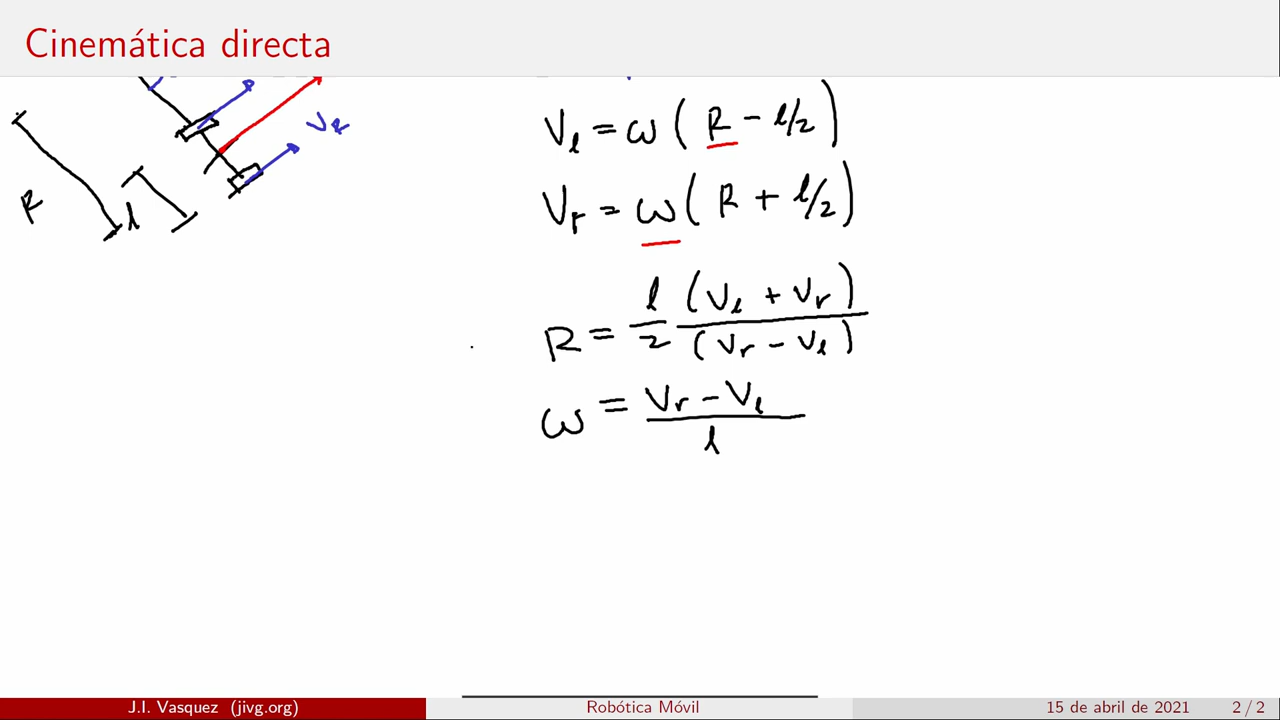 Cinemática directa
V_R
R
l
V_l = ω ( R − l/2 )
V_r = ω ( R + l/2 )
R = l/2 (V_l + V_r) / (V_r − V_l)
ω = V_r − V_l / l
J.I. Vasquez (jivg.org) Robótica Móvil 15 de abril de 2021 2 / 2